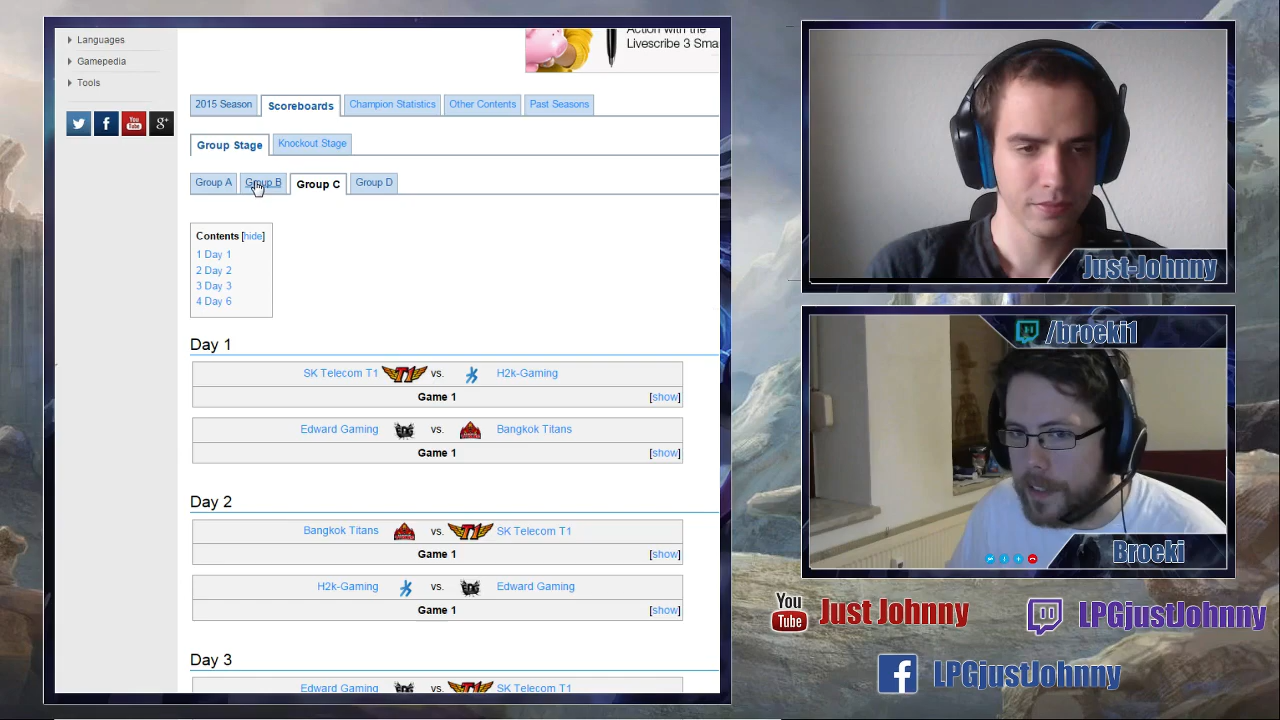 Languages
Gamepedia
Tools
Action with the
Livescribe 3 Sma
2015 Season Scoreboards Champion Statistics Other Contents Past Seasons
Group Stage Knockout Stage
Group A Group B Group C Group D
Contents [hide]
1 Day 1
2 Day 2
3 Day 3
4 Day 6
Day 1
SK Telecom T1 vs. H2k-Gaming
Game 1 [show]
Edward Gaming vs. Bangkok Titans
Game 1 [show]
Day 2
Bangkok Titans vs. SK Telecom T1
Game 1 [show]
H2k-Gaming vs. Edward Gaming
Game 1 [show]
Day 3
Edward Gaming vs. SK Telecom T1
Just-Johnny
/broeki1
Broeki
You Tube Just Johnny
LPGjustJohnny
LPGjustJohnny